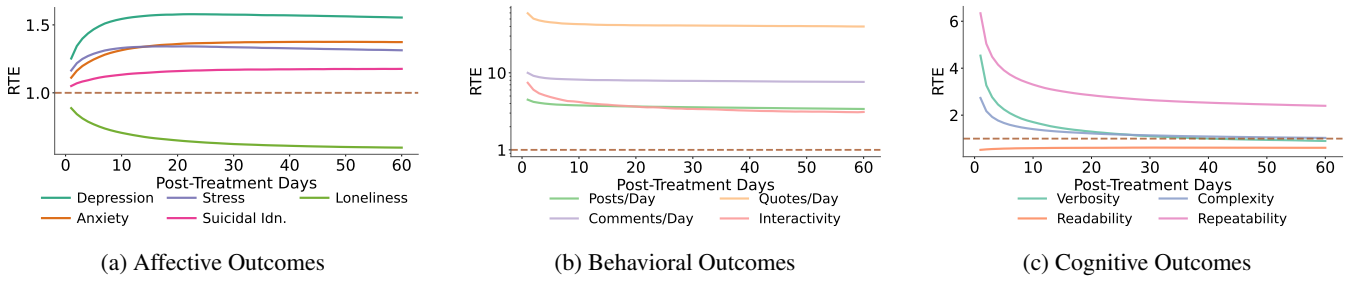 RTE
1.5
1.0
0 10 20 30 40 50 60
Post-Treatment Days
Depression Stress Loneliness
Anxiety Suicidal Idn.
(a) Affective Outcomes
RTE
10
1
0 10 20 30 40 50 60
Post-Treatment Days
Posts/Day Quotes/Day
Comments/Day Interactivity
(b) Behavioral Outcomes
RTE
6
4
2
0 10 20 30 40 50 60
Post-Treatment Days
Verbosity Complexity
Readability Repeatability
(c) Cognitive Outcomes